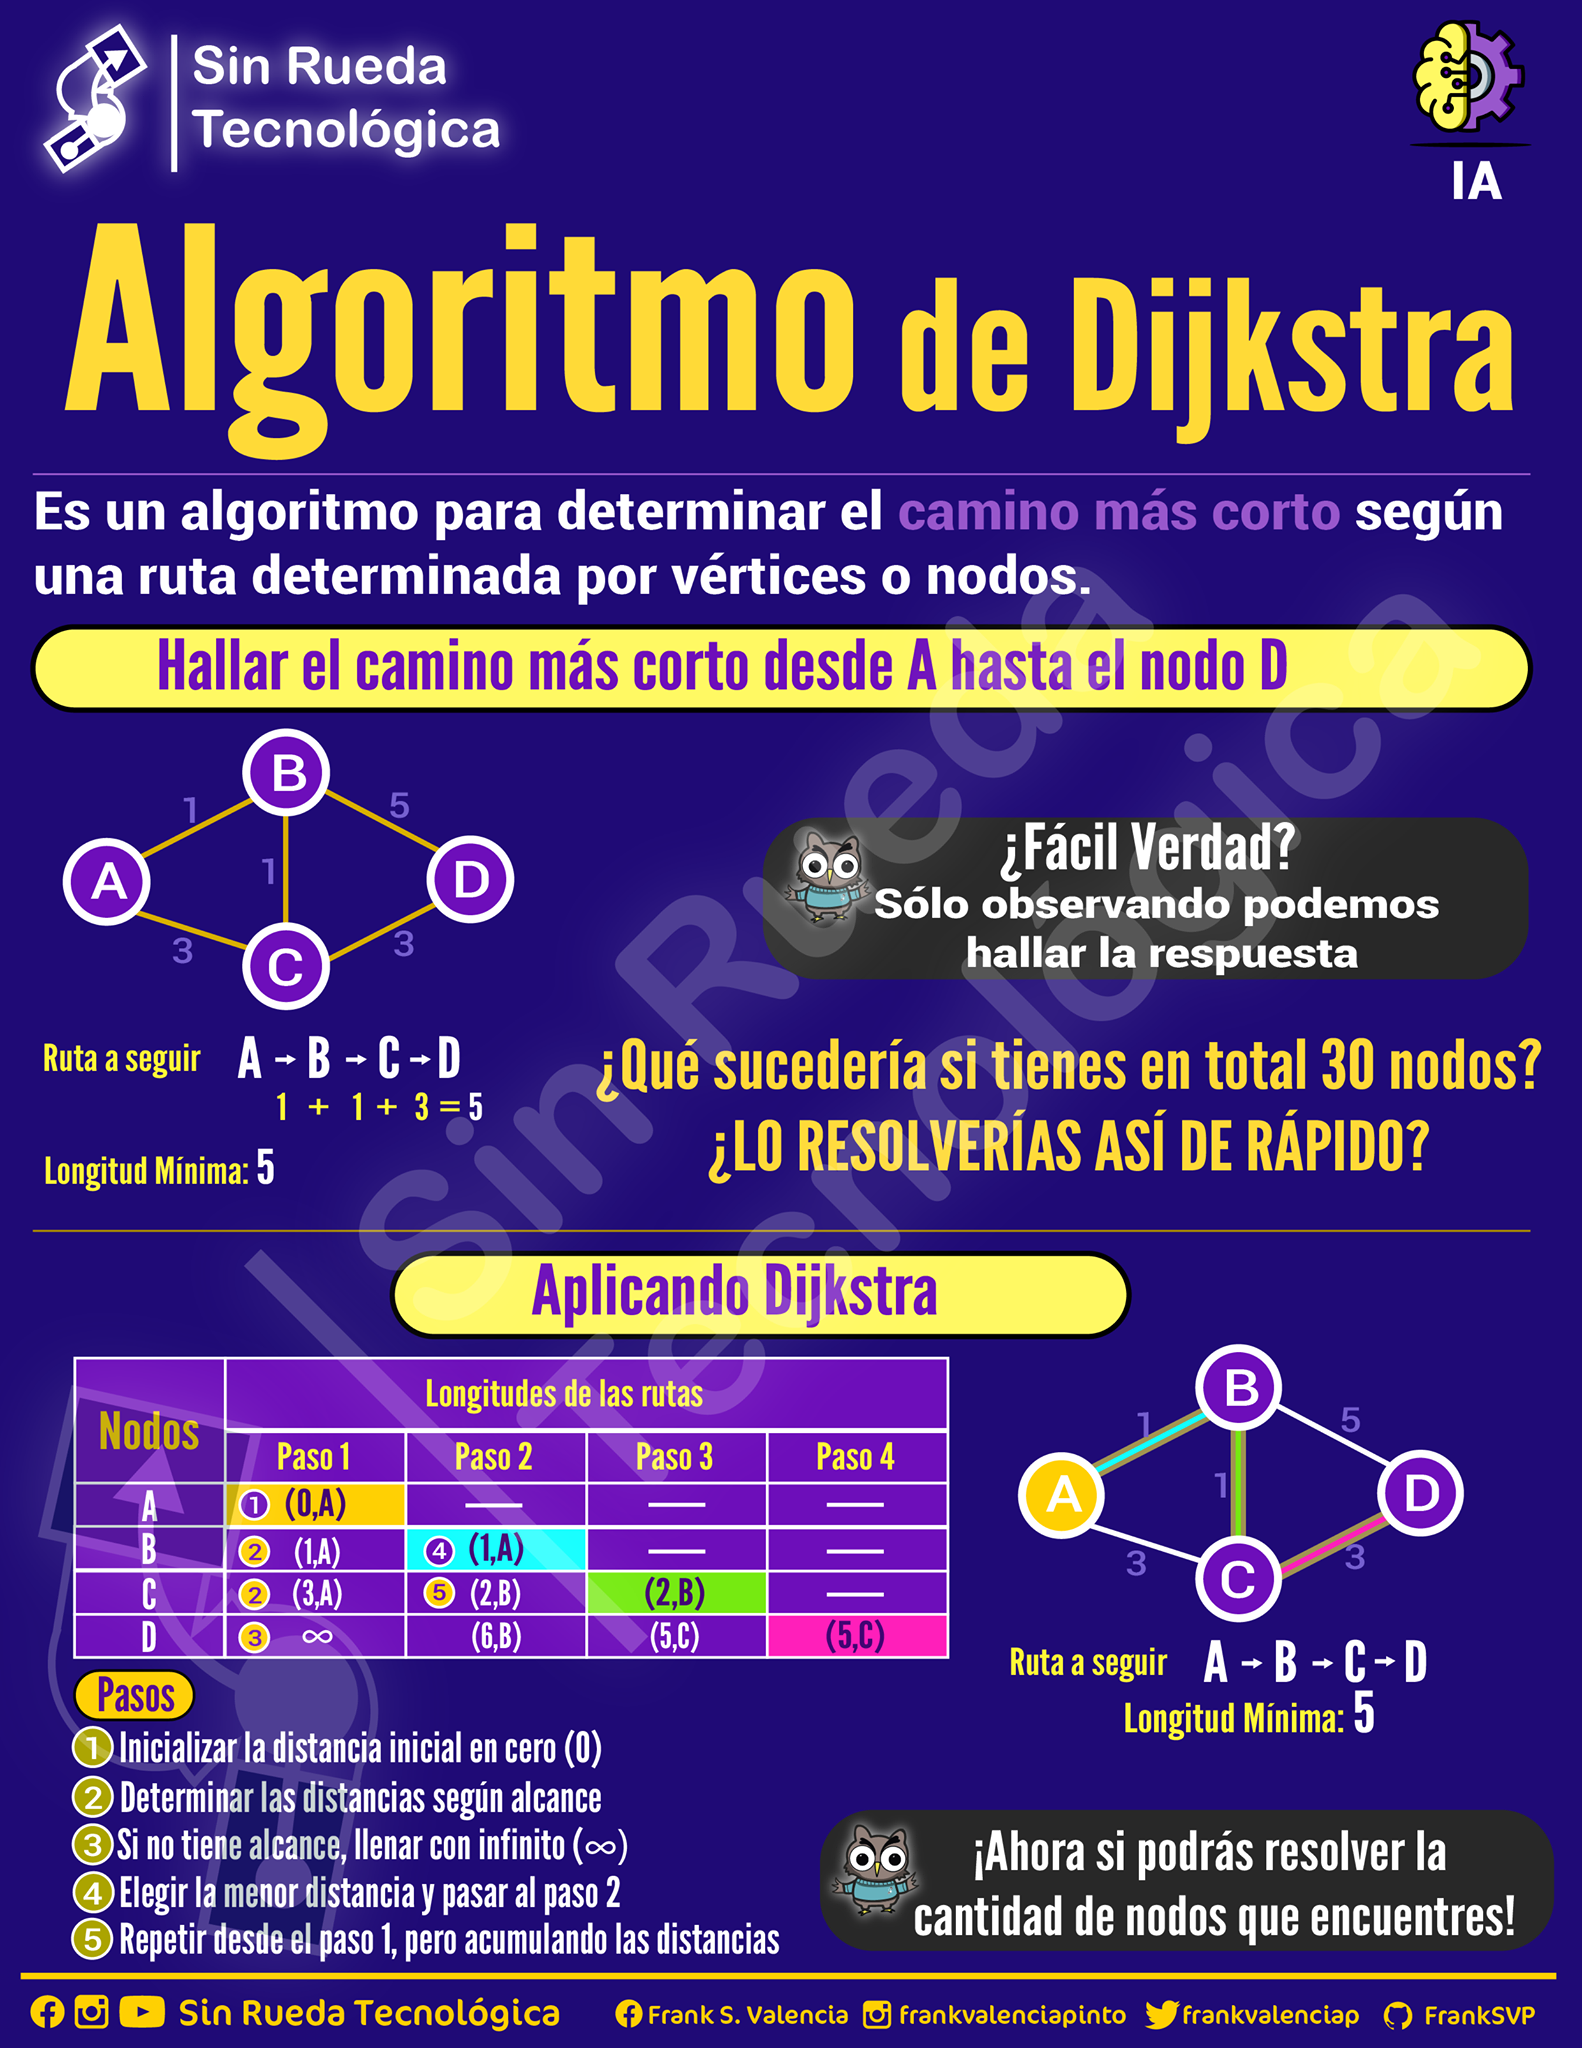 Sin Rueda
Tecnológica
IA
Algoritmo de Dijkstra
Es un algoritmo para determinar el camino más corto según
una ruta determinada por vértices o nodos.
Hallar el camino más corto desde A hasta el nodo D
B
1
5
A
1
D
3
3
C
¿Fácil Verdad?
Sólo observando podemos
hallar la respuesta
Ruta a seguir A → B → C → D
1 + 1 + 3 = 5
Longitud Mínima: 5
¿Qué sucedería si tienes en total 30 nodos?
¿LO RESOLVERÍAS ASÍ DE RÁPIDO?
Sin Rueda
Tecnológica
Aplicando Dijkstra
Nodos Longitudes de las rutas
Paso 1 Paso 2 Paso 3 Paso 4
A 1 (0,A) — — —
B 2 (1,A) 4 (1,A) — —
C 2 (3,A) 5 (2,B) (2,B) —
D 3 ∞ (6,B) (5,C) (5,C)
B
1
5
A
1
D
3
3
C
Ruta a seguir A → B → C → D
Longitud Mínima: 5
Pasos
1 Inicializar la distancia inicial en cero (0)
2 Determinar las distancias según alcance
3 Si no tiene alcance, llenar con infinito (∞)
4 Elegir la menor distancia y pasar al paso 2
5 Repetir desde el paso 1, pero acumulando las distancias
¡Ahora si podrás resolver la
cantidad de nodos que encuentres!
Sin Rueda Tecnológica Frank S. Valencia frankvalenciapinto frankvalenciap FrankSVP